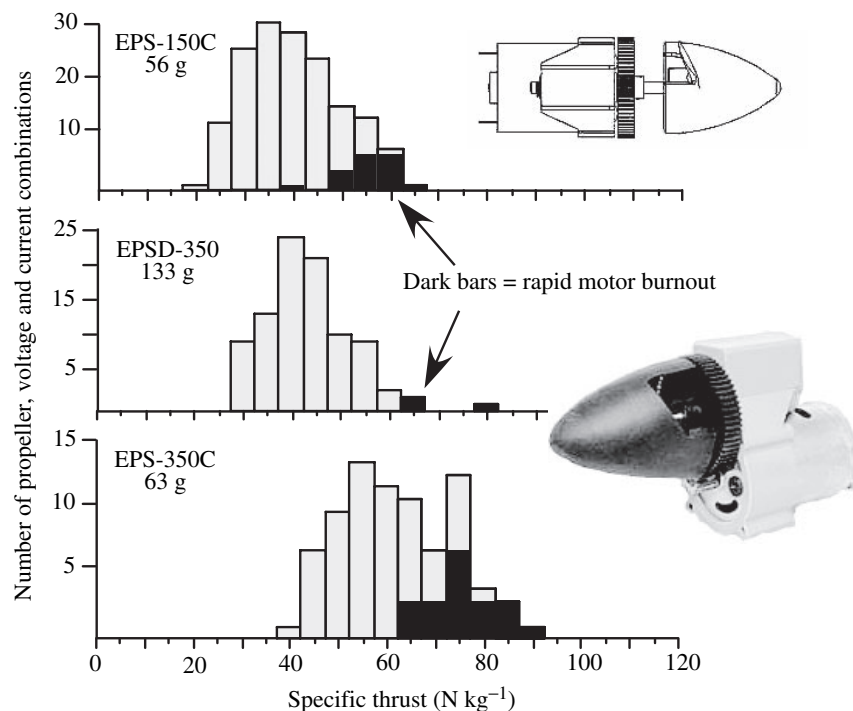 Number of propeller, voltage and current combinations
30
20
10
EPS-150C
56 g
25
15
5
EPSD-350
133 g
Dark bars = rapid motor burnout
15
10
5
EPS-350C
63 g
0
20
40
60
80
100
120
Specific thrust (N kg⁻¹)